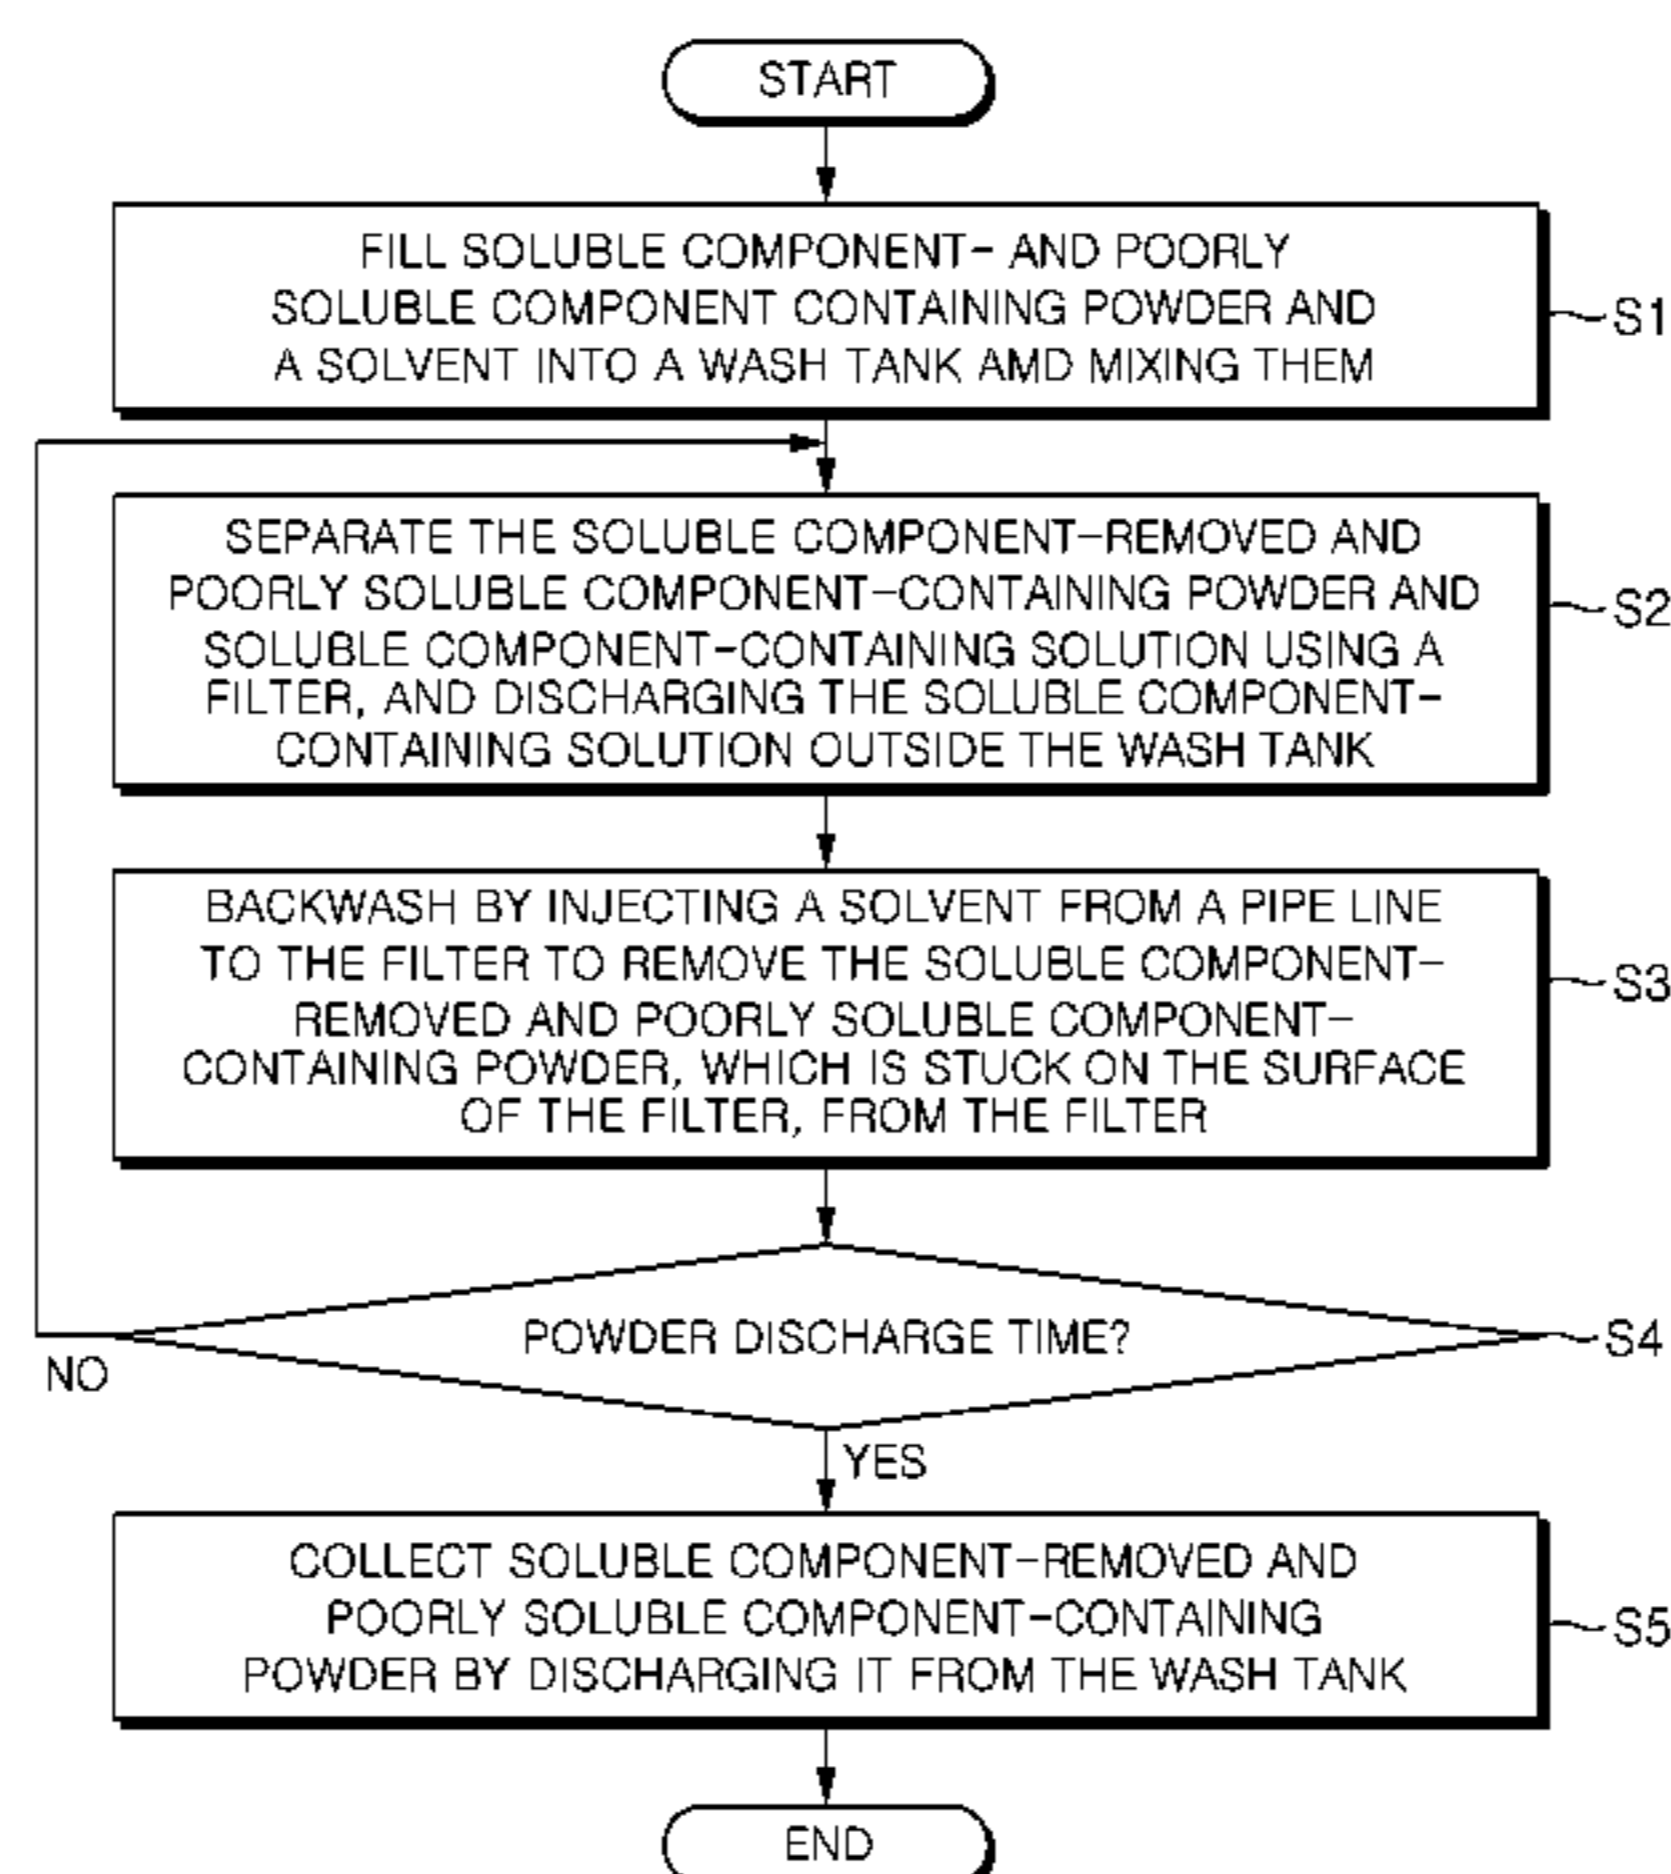 START
FILL SOLUBLE COMPONENT- AND POORLY
SOLUBLE COMPONENT CONTAINING POWDER AND
A SOLVENT INTO A WASH TANK AMD MIXING THEM
S1
SEPARATE THE SOLUBLE COMPONENT-REMOVED AND
POORLY SOLUBLE COMPONENT-CONTAINING POWDER AND
SOLUBLE COMPONENT-CONTAINING SOLUTION USING A
FILTER, AND DISCHARGING THE SOLUBLE COMPONENT-
CONTAINING SOLUTION OUTSIDE THE WASH TANK
S2
BACKWASH BY INJECTING A SOLVENT FROM A PIPE LINE
TO THE FILTER TO REMOVE THE SOLUBLE COMPONENT-
REMOVED AND POORLY SOLUBLE COMPONENT-
CONTAINING POWDER, WHICH IS STUCK ON THE SURFACE
OF THE FILTER, FROM THE FILTER
S3
POWDER DISCHARGE TIME?
S4
NO
YES
COLLECT SOLUBLE COMPONENT-REMOVED AND
POORLY SOLUBLE COMPONENT-CONTAINING
POWDER BY DISCHARGING IT FROM THE WASH TANK
S5
END